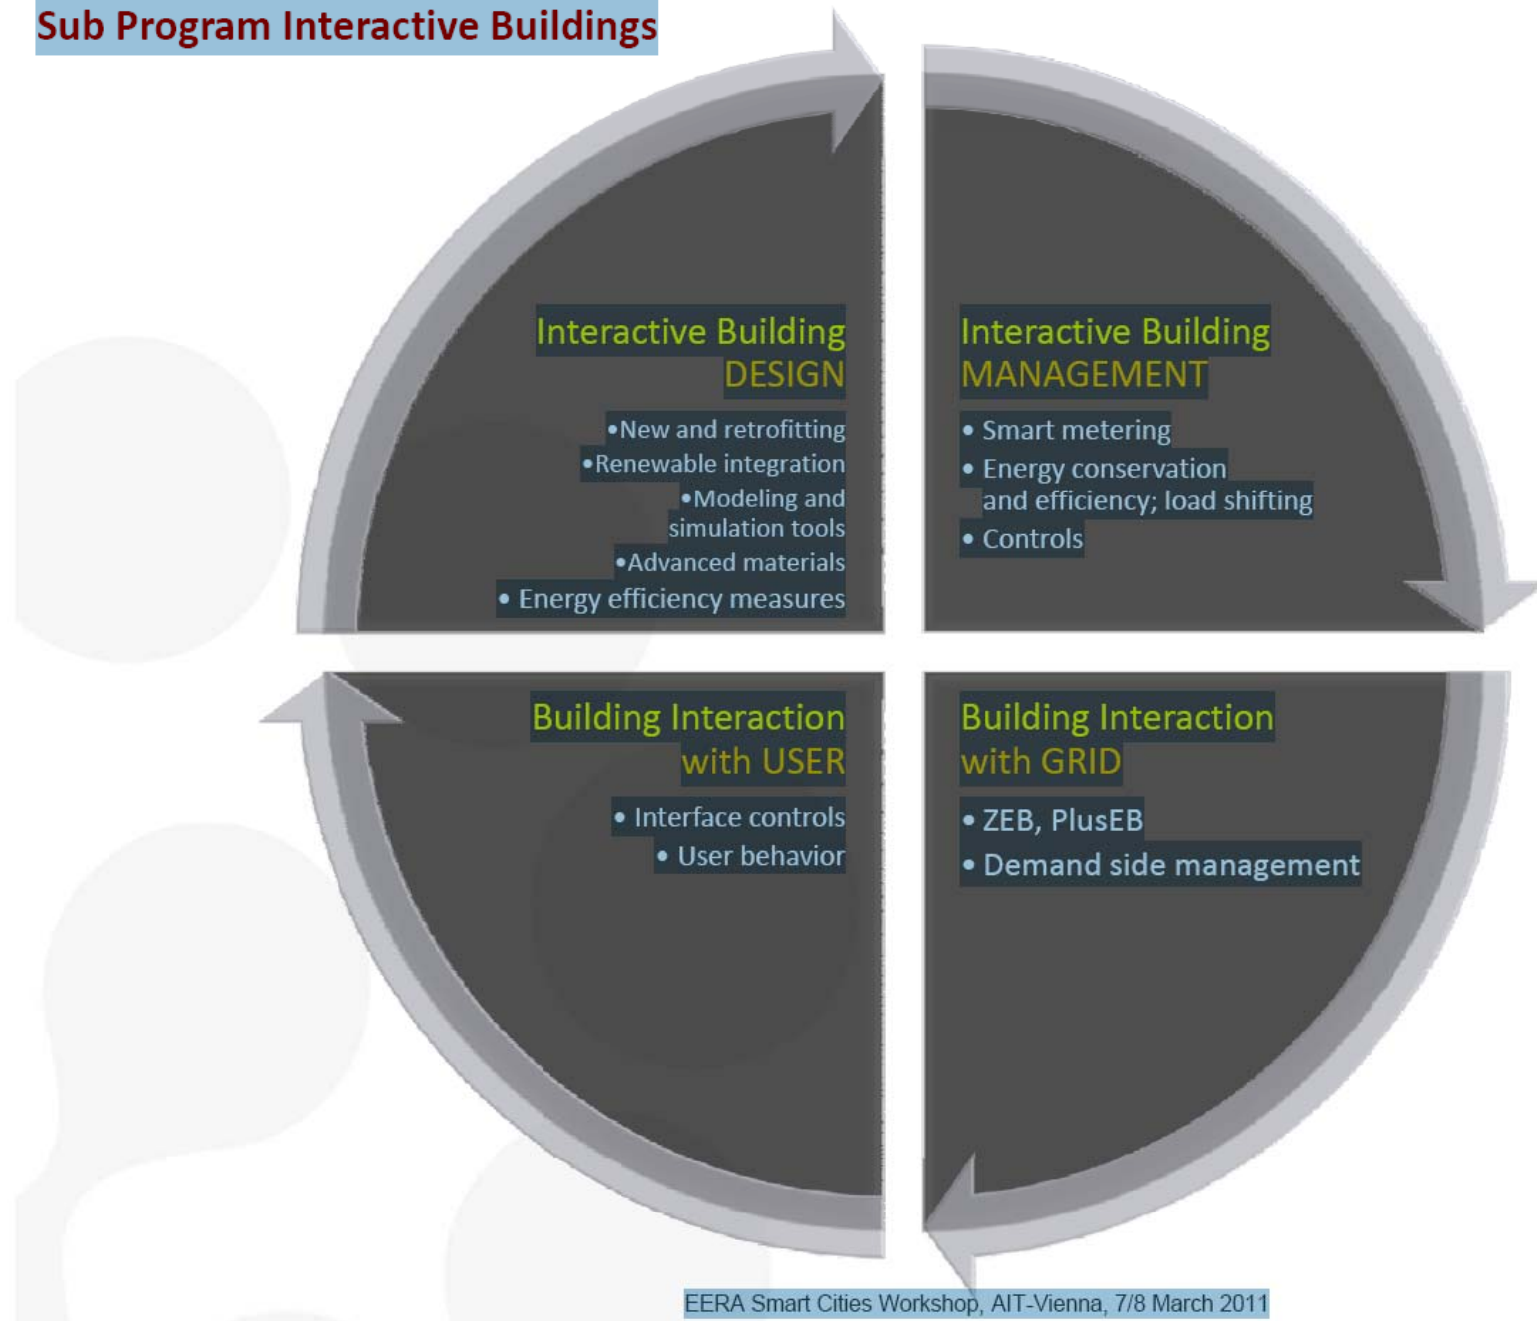 Sub Program Interactive Buildings
Interactive Building
DESIGN
•New and retrofitting
•Renewable integration
•Modeling and
simulation tools
•Advanced materials
• Energy efficiency measures
Interactive Building
MANAGEMENT
• Smart metering
• Energy conservation
and efficiency; load shifting
• Controls
Building Interaction
with USER
• Interface controls
• User behavior
Building Interaction
with GRID
• ZEB, PlusEB
• Demand side management
EERA Smart Cities Workshop, AIT-Vienna, 7/8 March 2011